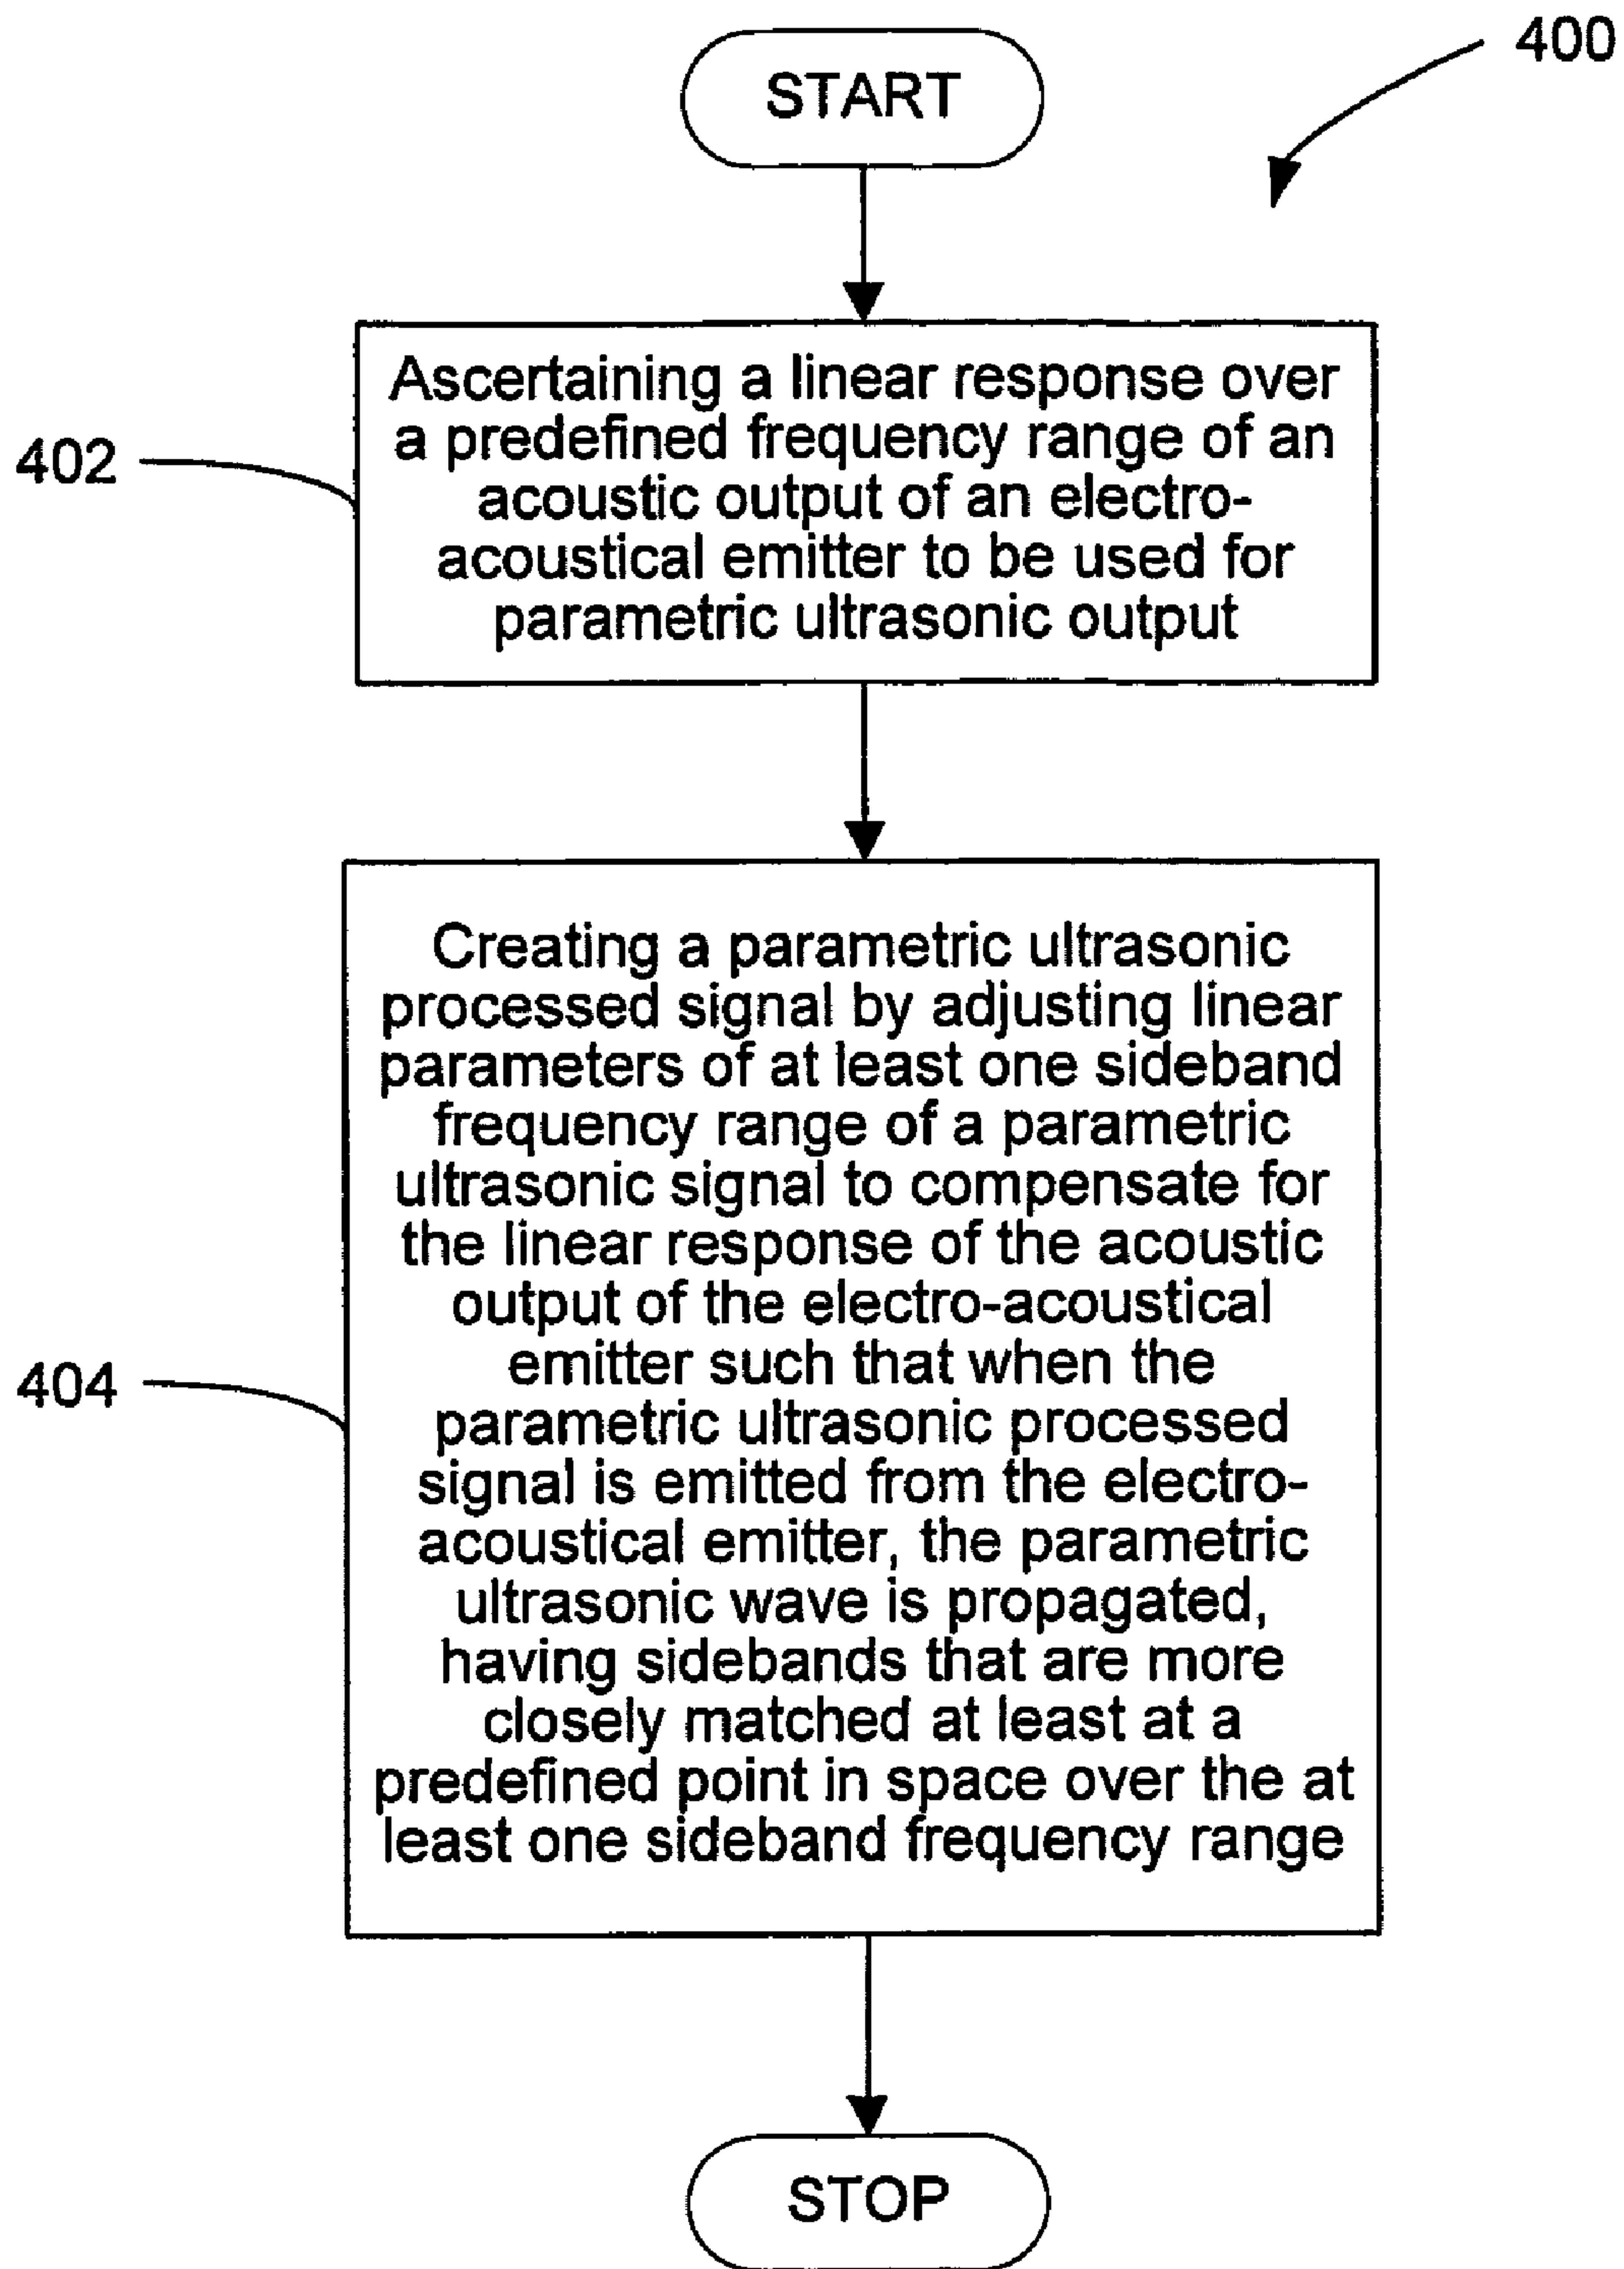 400
START
402
Ascertaining a linear response over
a predefined frequency range of an
acoustic output of an electro-
acoustical emitter to be used for
parametric ultrasonic output
404
Creating a parametric ultrasonic
processed signal by adjusting linear
parameters of at least one sideband
frequency range of a parametric
ultrasonic signal to compensate for
the linear response of the acoustic
output of the electro-acoustical
emitter such that when the
parametric ultrasonic processed
signal is emitted from the electro-
acoustical emitter, the parametric
ultrasonic wave is propagated,
having sidebands that are more
closely matched at least at a
predefined point in space over the at
least one sideband frequency range
STOP